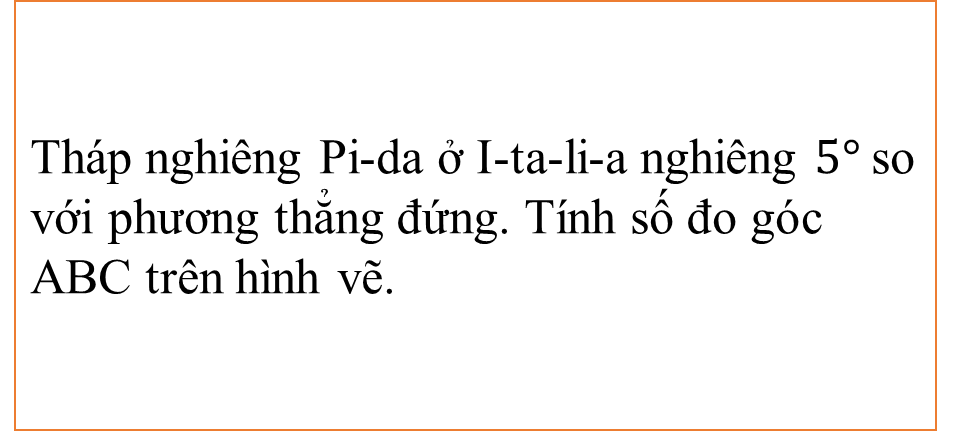 Tháp nghiêng Pi-da ở I-ta-li-a nghiêng 5° so
với phương thẳng đứng. Tính số đo góc
ABC trên hình vẽ.